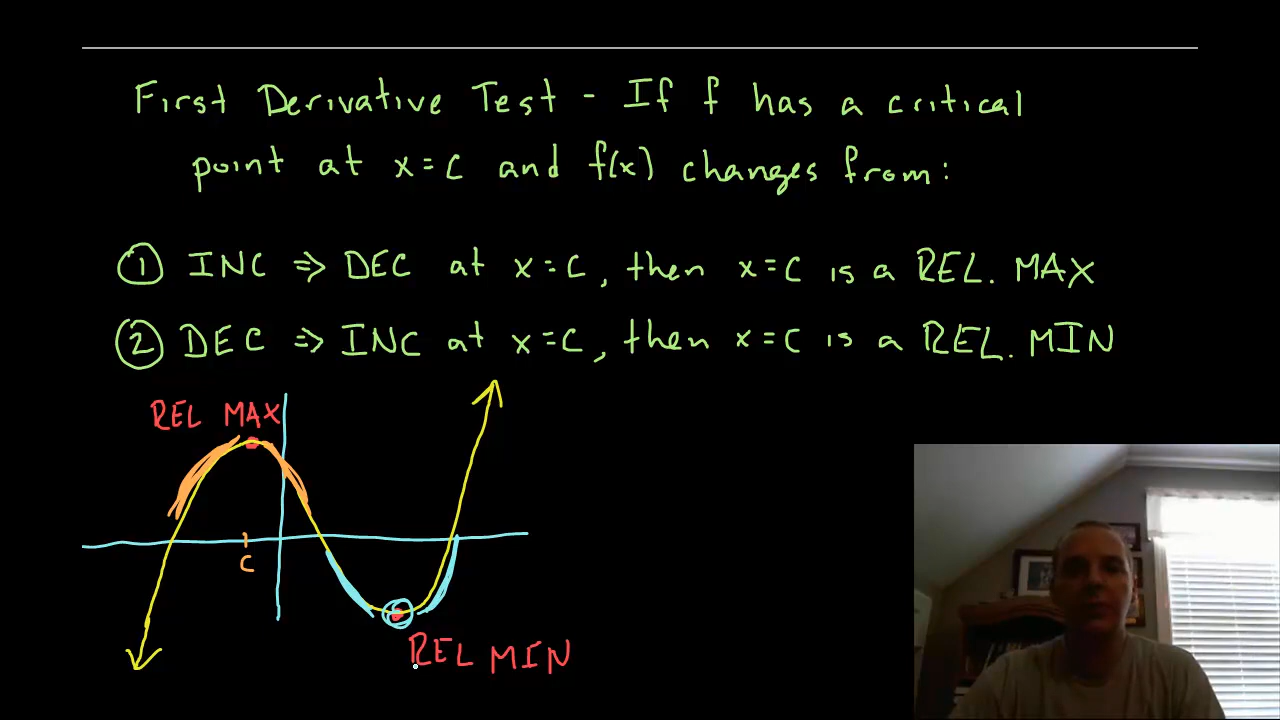 First Derivative Test - If f has a critical
point at x=c and f(x) changes from:
① INC ⇒ DEC at x=c, then x=c is a REL. MAX
② DEC ⇒ INC at x=c, then x=c is a REL. MIN
REL MAX
c
REL MIN